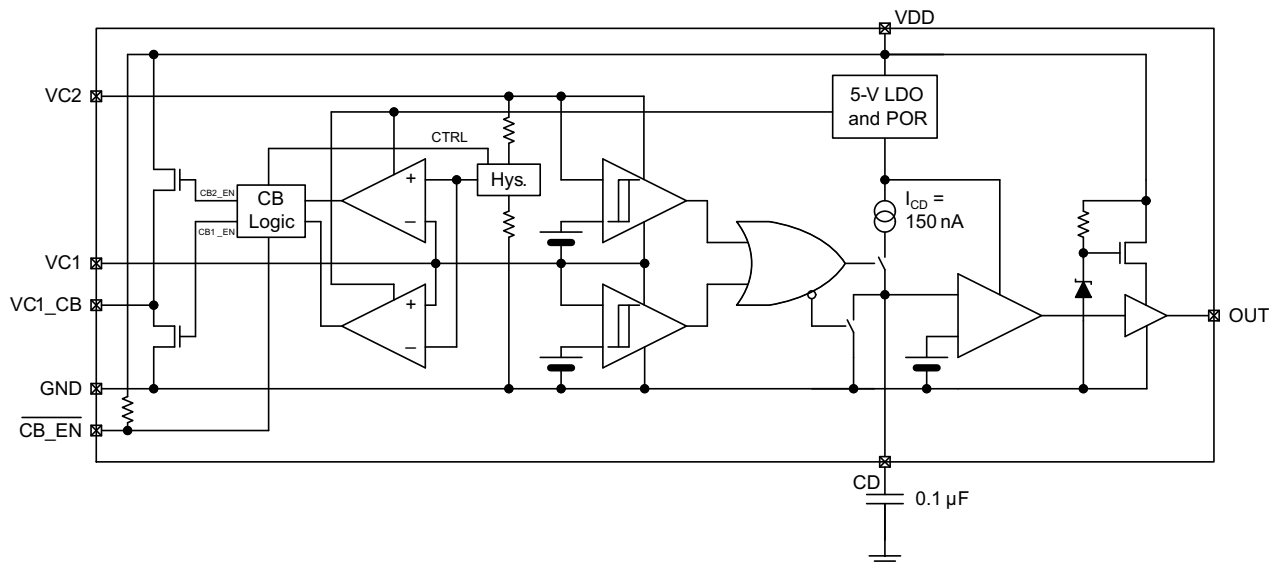 VDD
VC2
5-V LDO
and POR
CTRL
+
Hys.
CB2_EN
CB
Logic
I_CD =
150 nA
CB1_EN
–
VC1
VC1_CB
+
–
OUT
GND
CB_EN
CD
0.1 µF